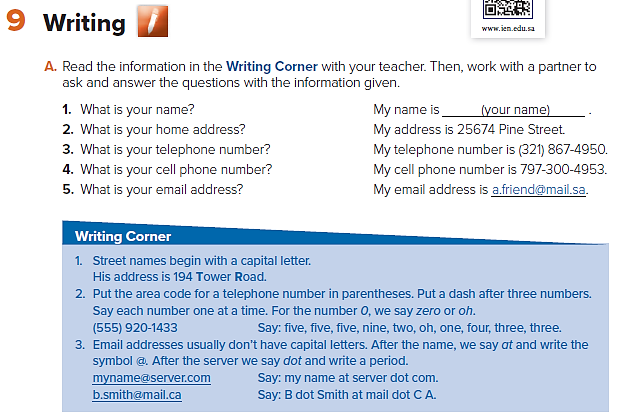 www.ien.edu.sa
9 Writing
A. Read the information in the Writing Corner with your teacher. Then, work with a partner to
ask and answer the questions with the information given.
1. What is your name? My name is (your name) .
2. What is your home address? My address is 25674 Pine Street.
3. What is your telephone number? My telephone number is (321) 867-4950.
4. What is your cell phone number? My cell phone number is 797-300-4953.
5. What is your email address? My email address is a.friend@mail.sa.
Writing Corner
1. Street names begin with a capital letter.
His address is 194 Tower Road.
2. Put the area code for a telephone number in parentheses. Put a dash after three numbers.
Say each number one at a time. For the number 0, we say zero or oh.
(555) 920-1433 Say: five, five, five, nine, two, oh, one, four, three, three.
3. Email addresses usually don't have capital letters. After the name, we say at and write the
symbol @. After the server we say dot and write a period.
myname@server.com Say: my name at server dot com.
b.smith@mail.ca Say: B dot Smith at mail dot C A.